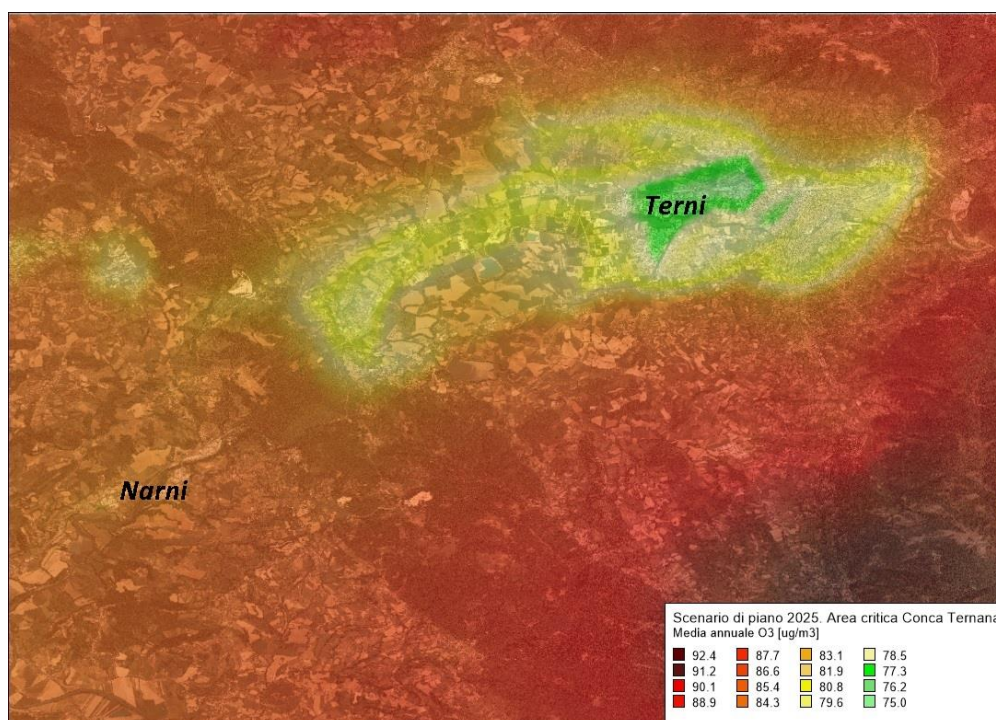 Terni
Narni
Scenario di piano 2025. Area critica Conca Ternana
Media annuale O3 [ug/m3]
92.4 87.7 83.1 78.5
91.2 86.6 81.9 77.3
90.1 85.4 80.8 76.2
88.9 84.3 79.6 75.0